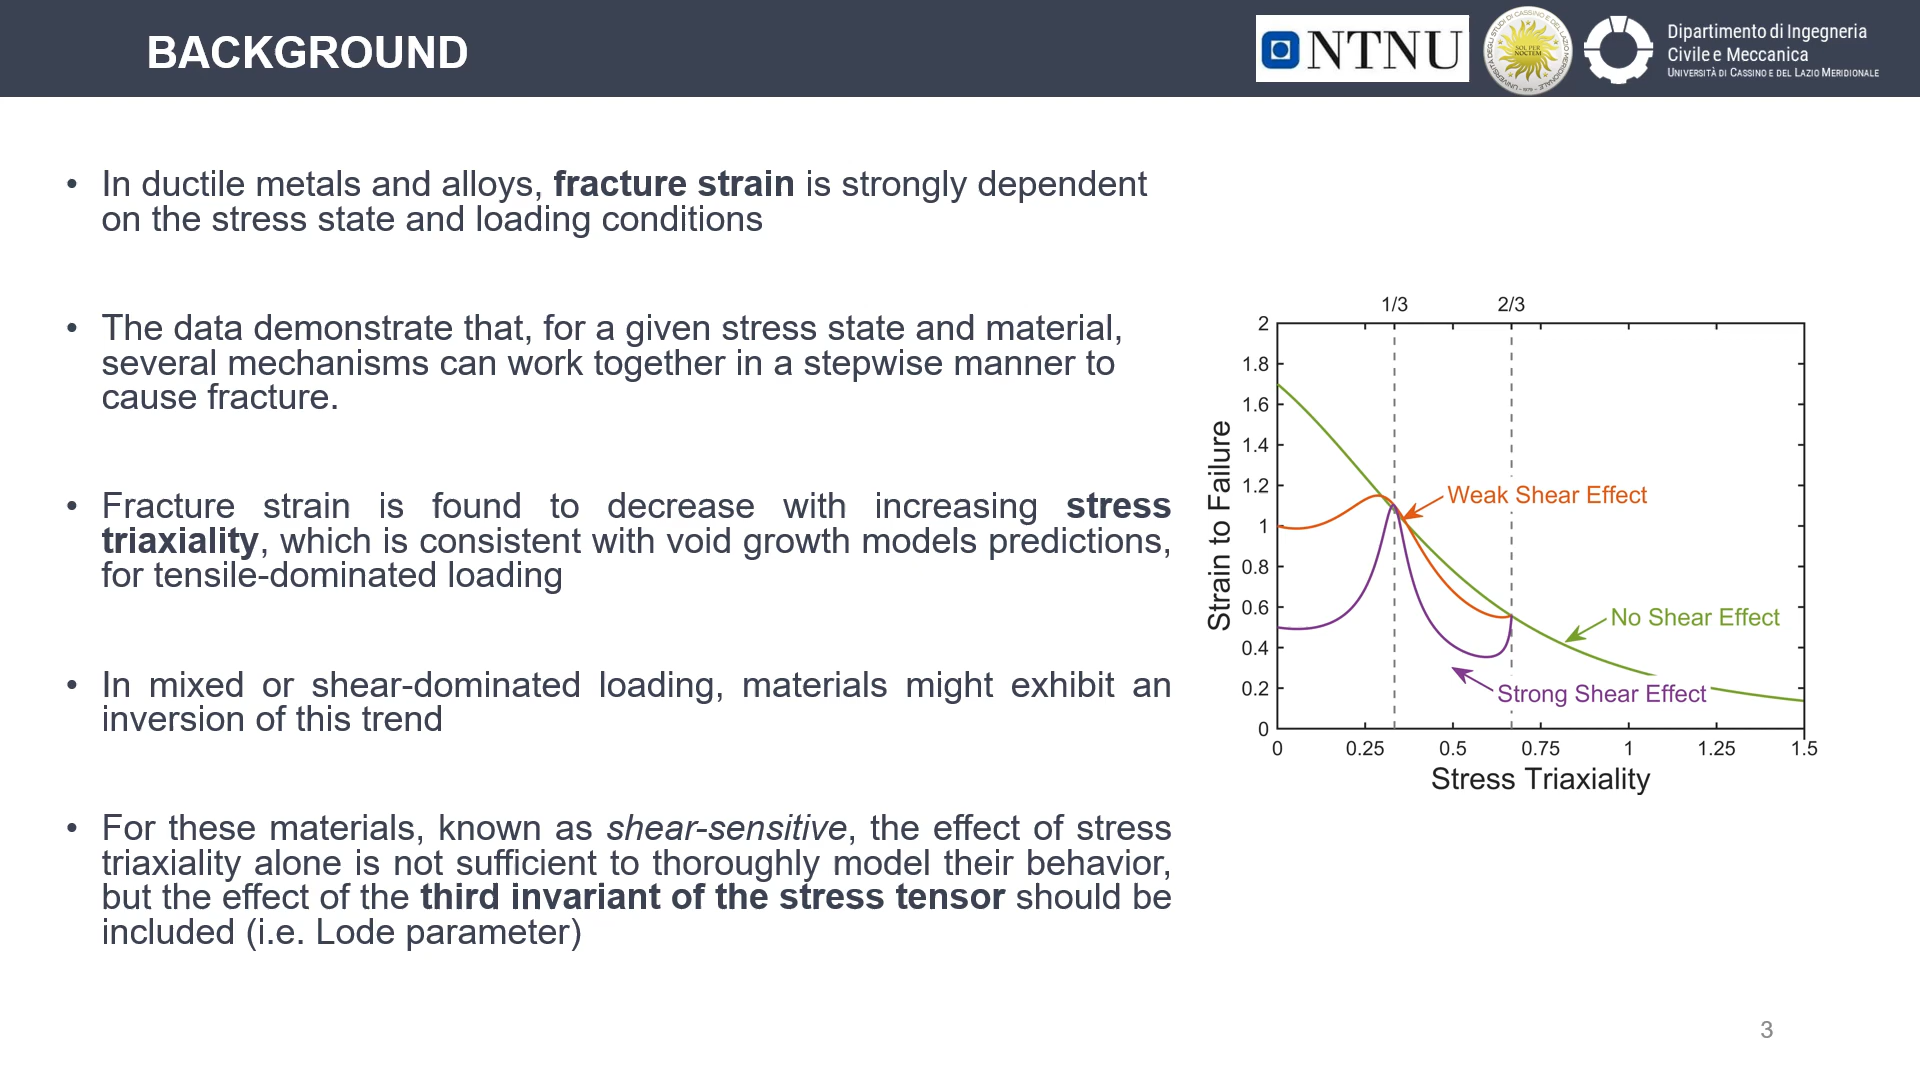 BACKGROUND
NTNU
SOL PER
NOCTEM
Dipartimento di Ingegneria
Civile e Meccanica
Università di Cassino e del Lazio Meridionale
• In ductile metals and alloys, fracture strain is strongly dependent
on the stress state and loading conditions
• The data demonstrate that, for a given stress state and material,
several mechanisms can work together in a stepwise manner to
cause fracture.
• Fracture strain is found to decrease with increasing stress
triaxiality, which is consistent with void growth models predictions,
for tensile-dominated loading
• In mixed or shear-dominated loading, materials might exhibit an
inversion of this trend
• For these materials, known as shear-sensitive, the effect of stress
triaxiality alone is not sufficient to thoroughly model their behavior,
but the effect of the third invariant of the stress tensor should be
included (i.e. Lode parameter)
1/3 2/3
2
1.8
1.6
1.4
1.2
1
0.8
0.6
0.4
0.2
0
Strain to Failure
Weak Shear Effect
No Shear Effect
Strong Shear Effect
0 0.25 0.5 0.75 1 1.25 1.5
Stress Triaxiality
3